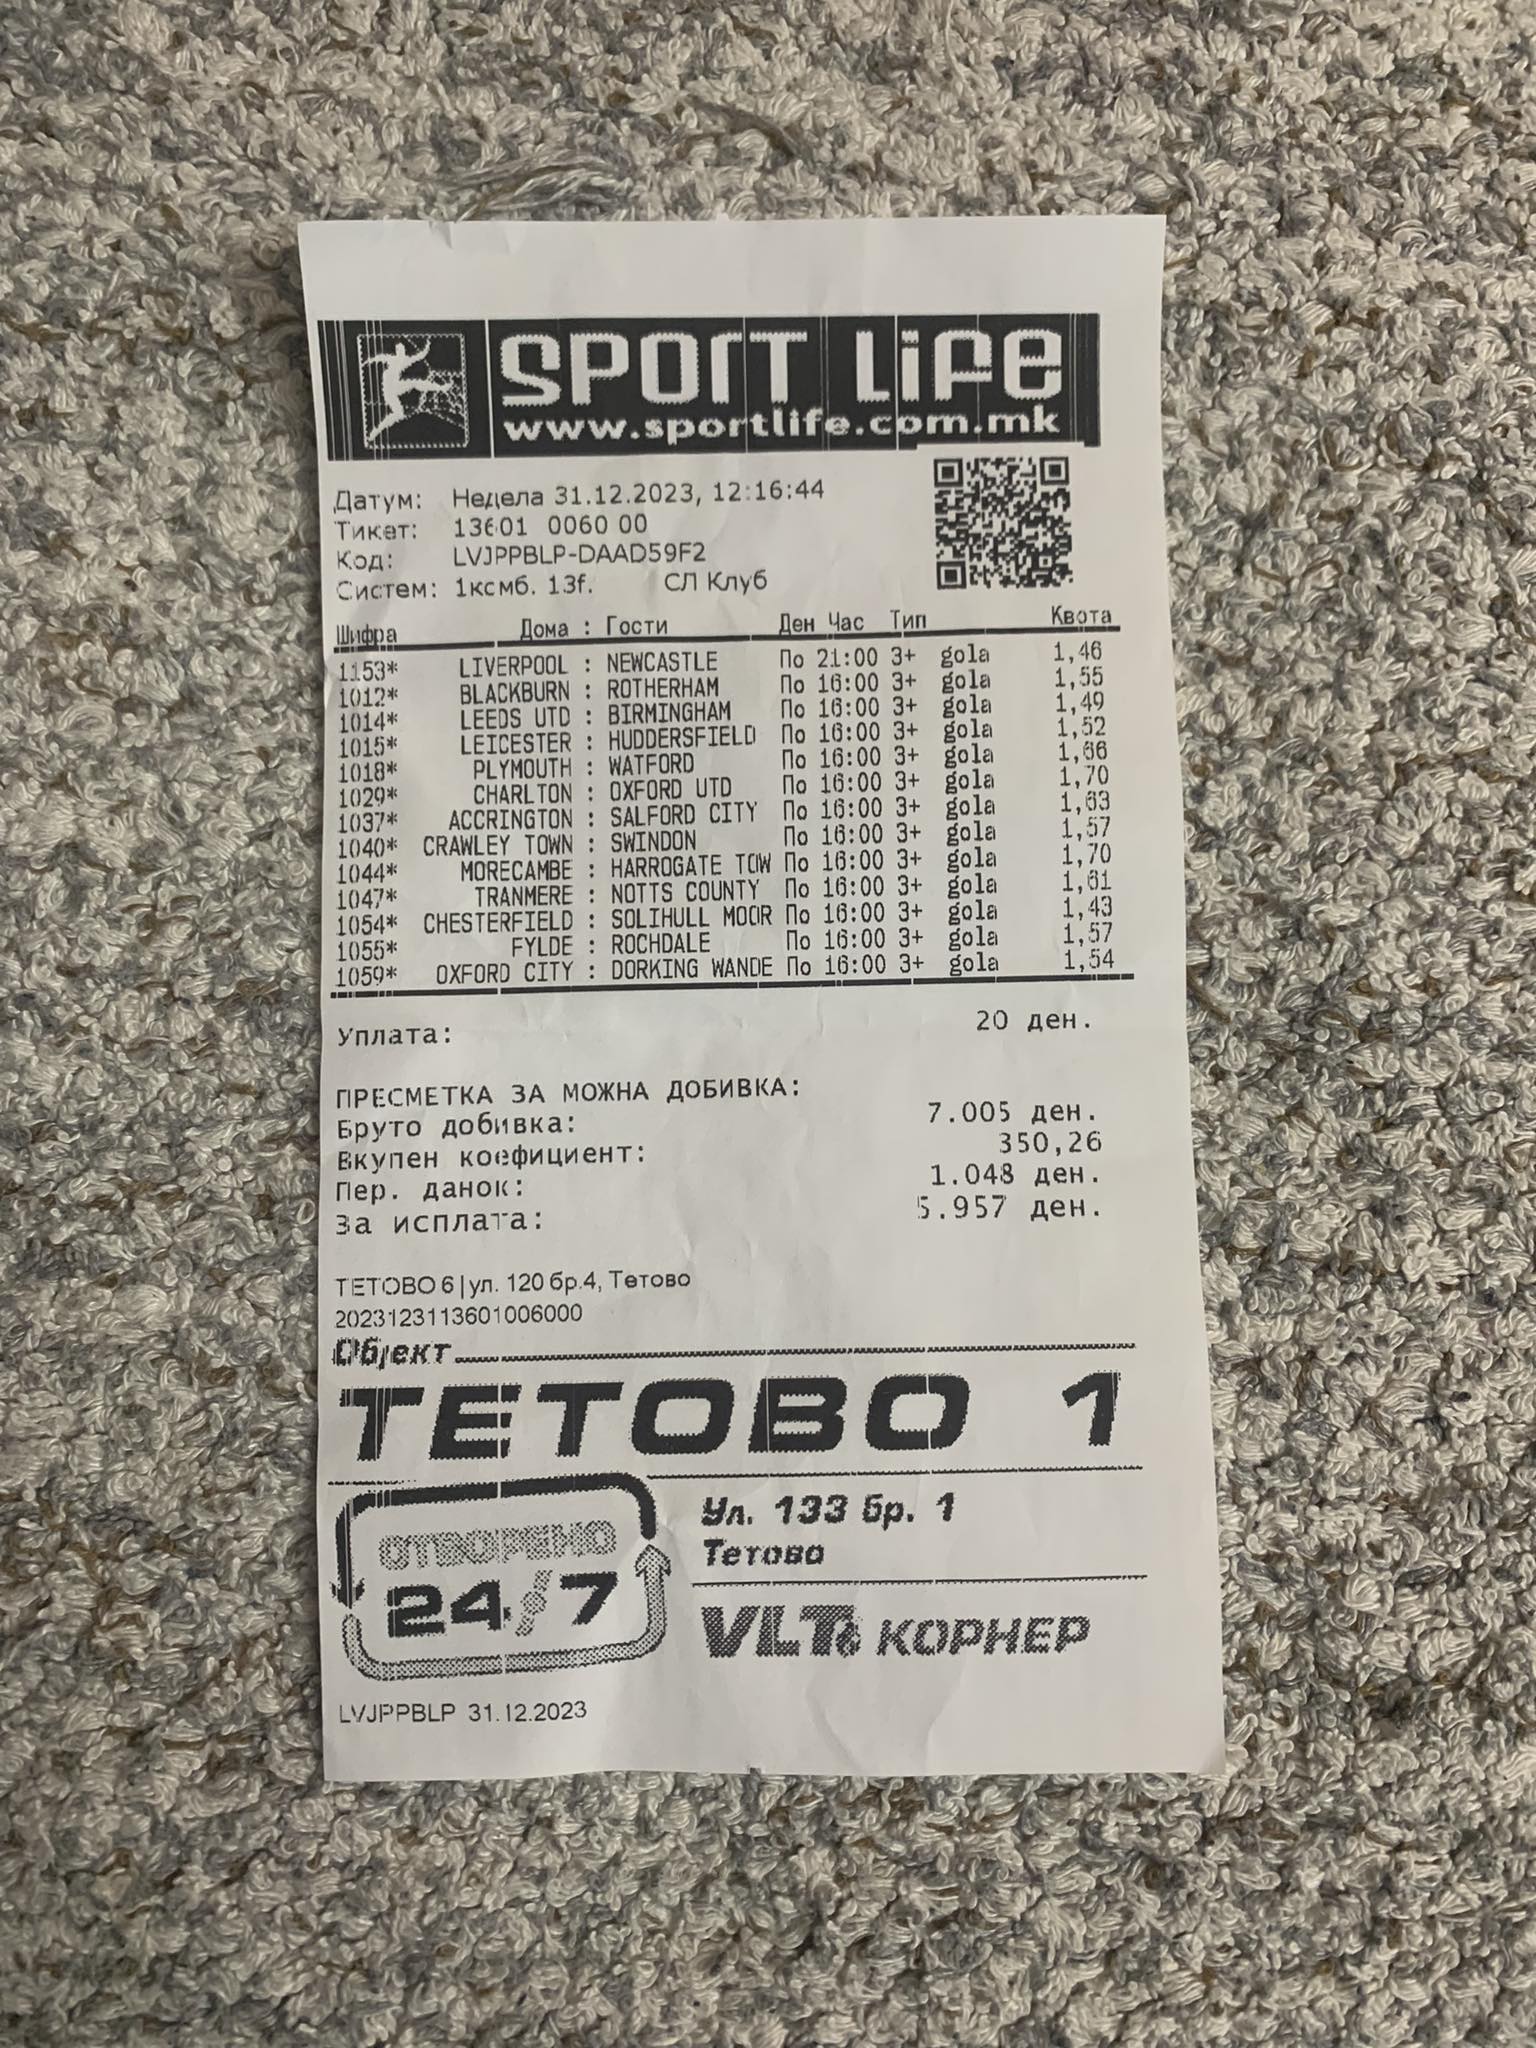 SPORT LIFE
www.sportlife.com.mk
Датум: Недела 31.12.2023, 12:16:44
Тикет: 13601 0060 00
Код: LVJPPBLP-DAAD59F2
Систем: 1комб. 13f. СЛ Клуб
Шифра Дома : Гости Ден Час Тип Квота
1153* LIVERPOOL : NEWCASTLE По 21:00 3+ gola 1,46
1012* BLACKBURN : ROTHERHAM По 16:00 3+ gola 1,55
1014* LEEDS UTD : BIRMINGHAM По 16:00 3+ gola 1,49
1015* LEICESTER : HUDDERSFIELD По 16:00 3+ gola 1,52
1018* PLYMOUTH : WATFORD По 16:00 3+ gola 1,66
1029* CHARLTON : OXFORD UTD По 16:00 3+ gola 1,70
1037* ACCRINGTON : SALFORD CITY По 16:00 3+ gola 1,63
1040* CRAWLEY TOWN : SWINDON По 16:00 3+ gola 1,57
1044* MORECAMBE : HARROGATE TOW По 16:00 3+ gola 1,70
1047* TRANMERE : NOTTS COUNTY По 16:00 3+ gola 1,61
1054* CHESTERFIELD : SOLIHULL MOOR По 16:00 3+ gola 1,43
1055* FYLDE : ROCHDALE По 16:00 3+ gola 1,57
1059* OXFORD CITY : DORKING WANDE По 16:00 3+ gola 1,54
Уплата: 20 ден.
ПРЕСМЕТКА ЗА МОЖНА ДОБИВКА:
Бруто добивка: 7.005 ден.
Вкупен коефициент: 350,26
Пер. данок: 1.048 ден.
За исплата: 5.957 ден.
ТЕТОВО 6|ул. 120 бр.4, Тетово
2023123113601006000
Објект
ТЕТОВО 1
ОТВОРЕНО
24/7
Ул. 133 бр. 1
Тетово
VLTs КОРНЕР
LVJPPBLP 31.12.2023